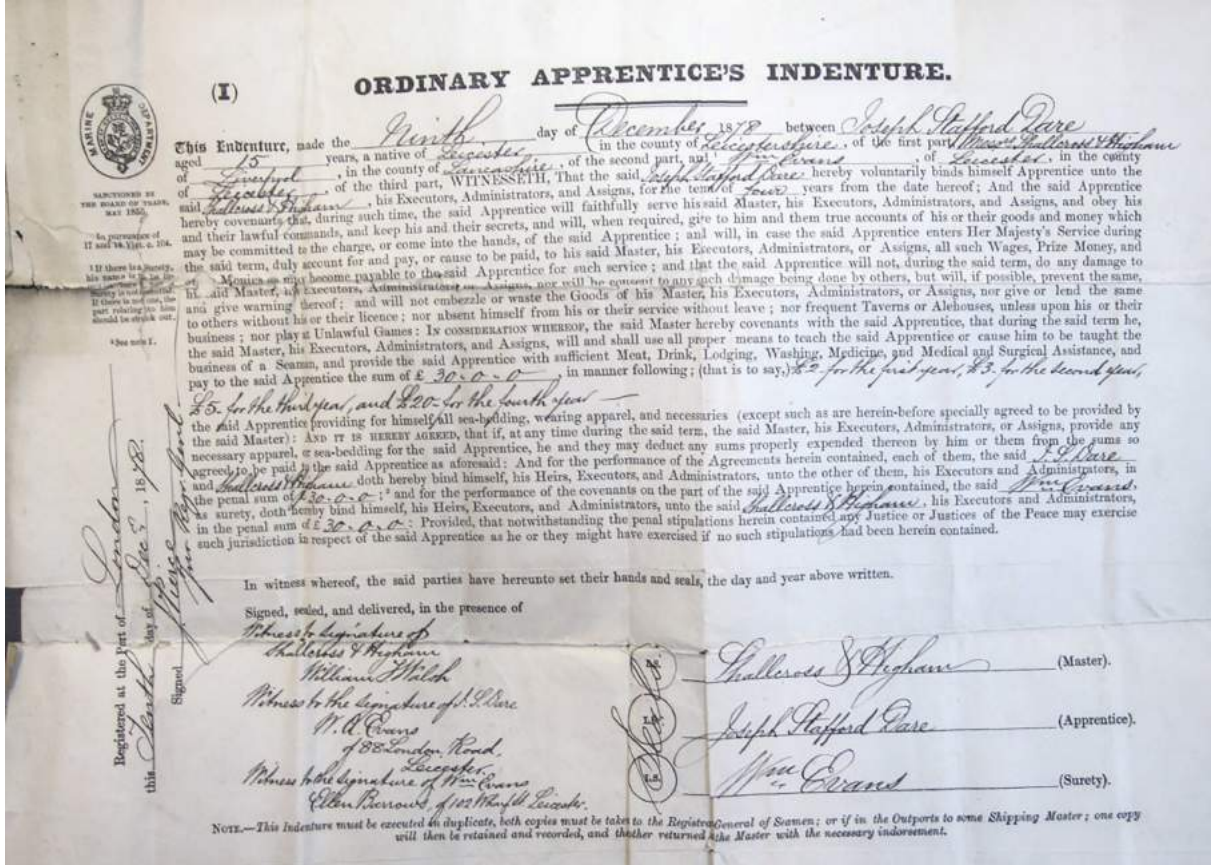 (I)
ORDINARY APPRENTICE'S INDENTURE.
MARINE DEPARTMENT
SANCTIONED BY
THE BOARD OF TRADE,
MAY 1855,
In pursuance of
17 and 18 Vict. c. 104.
If there is no Surety,
part relating to him
should be struck out.
See note I.
This Indenture, made the Ninth day of December 1878 between Joseph Stafford Dare
aged 15 years, a native of Leicester in the county of Leicestershire, of the first part, Messrs Shallcross & Higham
of Liverpool, in the county of Lancashire, of the second part, and Wm Evans, of Leicester, in the county
of Leicester, of the third part, WITNESSETH, That the said Joseph Stafford Dare hereby voluntarily binds himself Apprentice unto the
said Shallcross & Higham, his Executors, Administrators, and Assigns, for the term of four years from the date hereof; And the said Apprentice
hereby covenants that, during such time, the said Apprentice will faithfully serve his said Master, his Executors, Administrators, and Assigns, and obey his
and their lawful commands, and keep his and their secrets, and will, when required, give to him and them true accounts of his or their goods and money which
may be committed to the charge, or come into the hands, of the said Apprentice; and will, in case the said Apprentice enters Her Majesty's Service during
the said term, duly account for and pay, or cause to be paid, to his said Master, his Executors, Administrators, or Assigns, all such Wages, Prize Money, and
Monies as may become payable to the said Apprentice for such service; and that the said Apprentice will not, during the said term, do any damage to
said Master, his Executors, Administrators, or Assigns, nor will he consent to any such damage being done by others, but will, if possible, prevent the same,
and give warning thereof; and will not embezzle or waste the Goods of his Master, his Executors, Administrators, or Assigns, nor give or lend the same
to others without his or their licence; nor absent himself from his or their service without leave; nor frequent Taverns or Alehouses, unless upon his or their
business; nor play at Unlawful Games: IN CONSIDERATION WHEREOF, the said Master hereby covenants with the said Apprentice, that during the said term he,
the said Master, his Executors, Administrators, and Assigns, will and shall use all proper means to teach the said Apprentice or cause him to be taught the
business of a Seaman, and provide the said Apprentice with sufficient Meat, Drink, Lodging, Washing, Medicine, and Medical and Surgical Assistance, and
pay to the said Apprentice the sum of £ 30-0-0, in manner following; (that is to say,) £2 for the first year, £3 for the second year,
£5 for the third year, and £20 for the fourth year —
the said Apprentice providing for himself all sea-bedding, wearing apparel, and necessaries (except such as are herein-before specially agreed to be provided by
the said Master): AND IT IS HEREBY AGREED, that if, at any time during the said term, the said Master, his Executors, Administrators, or Assigns, provide any
necessary apparel, or sea-bedding for the said Apprentice, he and they may deduct any sums properly expended thereon by him or them from the sums so
agreed to be paid to the said Apprentice as aforesaid: And for the performance of the Agreements herein contained, each of them, the said J. S. Dare
and Shallcross & Higham doth hereby bind himself, his Heirs, Executors, and Administrators, unto the other of them, his Executors and Administrators, in
the penal sum of £30-0-0; and for the performance of the covenants on the part of the said Apprentice herein contained, the said Wm Evans,
as surety, doth hereby bind himself, his Heirs, Executors, and Administrators, unto the said Shallcross & Higham, his Executors and Administrators,
in the penal sum of £30-0-0: Provided, that notwithstanding the penal stipulations herein contained any Justice or Justices of the Peace may exercise
such jurisdiction in respect of the said Apprentice as he or they might have exercised if no such stipulations had been herein contained.
In witness whereof, the said parties have hereunto set their hands and seals, the day and year above written.
Signed, sealed, and delivered, in the presence of
Witness to Signature of
Shallcross & Higham
William Walsh
Witness to the Signature of J. S. Dare
W. A. Evans
of 88 London Road
Leicester.
Witness to the Signature of Wm Evans
Ellen Burrows, of 102 Wharf St Leicester.
L.S. Shallcross & Higham (Master).
L.S. Joseph Stafford Dare (Apprentice).
L.S. Wm Evans (Surety).
Registered at the Port of London
this Tenth day of Dec, 1878.
Signed
NOTE.—This Indenture must be executed in duplicate, both copies must be taken to the Registrar General of Seamen; or if in the Outports to some Shipping Master; one copy
will then be retained and recorded, and the other returned to the Master with the necessary indorsement.